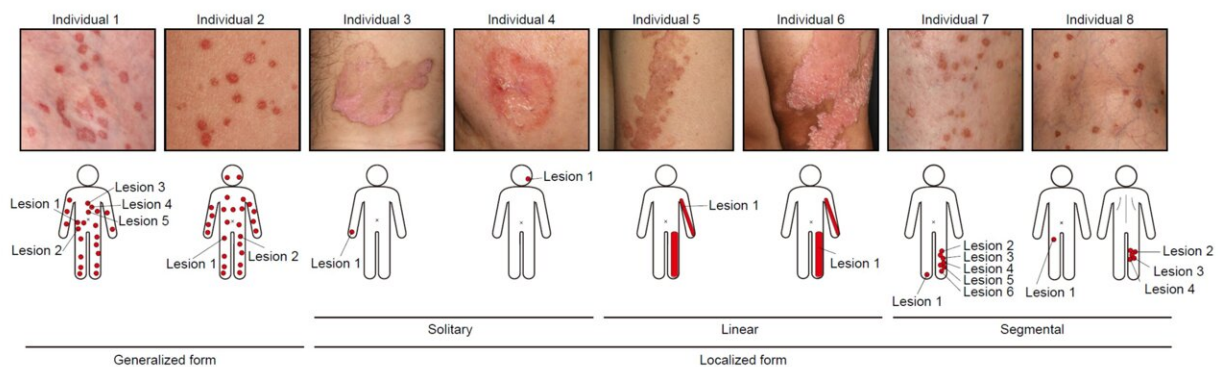 Individual 1
Individual 2
Individual 3
Individual 4
Individual 5
Individual 6
Individual 7
Individual 8
Lesion 3
Lesion 1
Lesion 4
Lesion 5
Lesion 2
Lesion 1
Lesion 2
Lesion 1
Lesion 1
Lesion 1
Lesion 1
Lesion 2
Lesion 3
Lesion 4
Lesion 5
Lesion 6
Lesion 1
Lesion 2
Lesion 3
Lesion 4
Lesion 1
Solitary
Linear
Segmental
Generalized form
Localized form